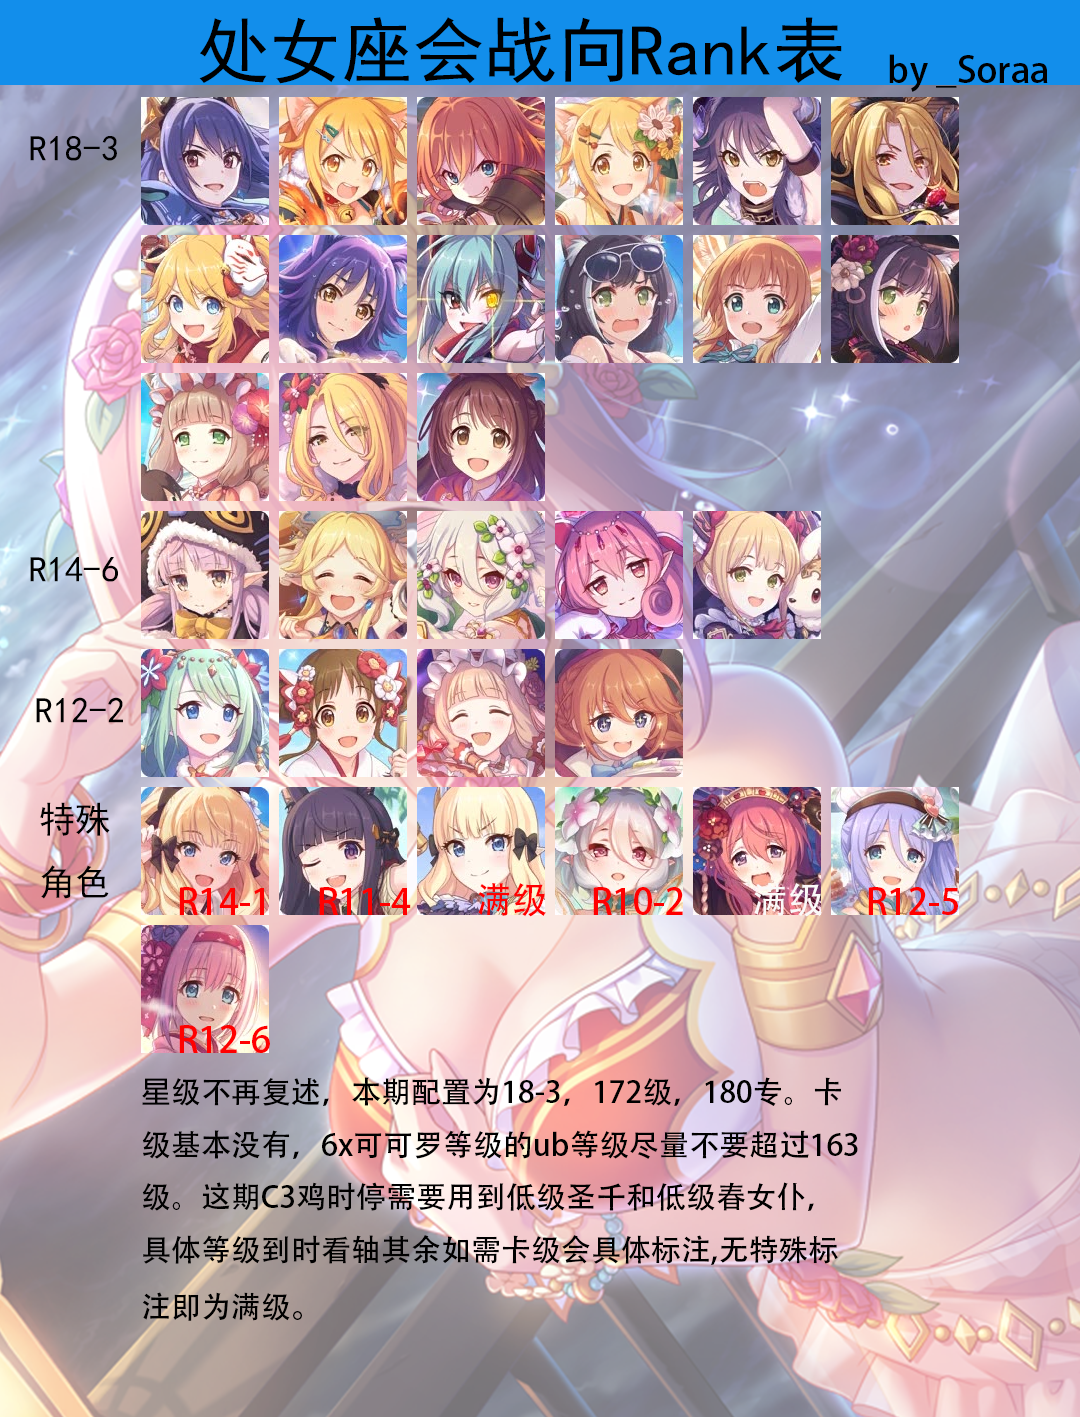 处女座会战向Rank表
by _Soraa
R18-3
R14-6
R12-2
特殊
角色
R14-1
R11-4
满级
R10-2
满级
R12-5
R12-6
星级不再复述，本期配置为18-3，172级，180专。卡
级基本没有，6x可可罗等级的ub等级尽量不要超过163
级。这期C3鸡时停需要用到低级圣千和低级春女仆，
具体等级到时看轴其余如需卡级会具体标注,无特殊标
注即为满级。